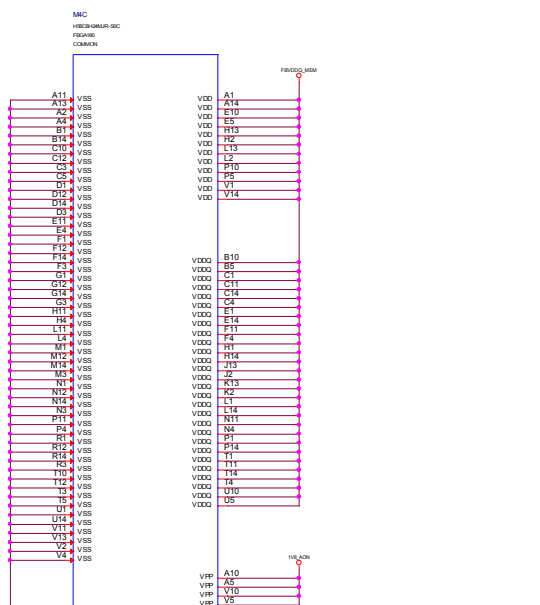 M4C
FBGA180
COMMON
FBVDDQ_MEM
A11 VSS
A13 VSS
A2 VSS
A4 VSS
B1 VSS
B14 VSS
C10 VSS
C12 VSS
C3 VSS
C5 VSS
D1 VSS
D12 VSS
D14 VSS
D3 VSS
E11 VSS
E4 VSS
F1 VSS
F12 VSS
F14 VSS
F3 VSS
G1 VSS
G12 VSS
G14 VSS
G3 VSS
H11 VSS
H4 VSS
L11 VSS
L4 VSS
M1 VSS
M12 VSS
M14 VSS
M3 VSS
N1 VSS
N12 VSS
N14 VSS
N3 VSS
P11 VSS
P4 VSS
R1 VSS
R12 VSS
R14 VSS
R3 VSS
T10 VSS
T12 VSS
T3 VSS
T5 VSS
U1 VSS
U14 VSS
V11 VSS
V13 VSS
V2 VSS
V4 VSS
VDD A1
VDD A14
VDD E10
VDD E5
VDD H13
VDD H2
VDD L13
VDD L2
VDD P10
VDD P5
VDD V1
VDD V14
VDDQ B10
VDDQ B5
VDDQ C1
VDDQ C11
VDDQ C14
VDDQ C4
VDDQ E1
VDDQ E14
VDDQ F11
VDDQ F4
VDDQ H1
VDDQ H14
VDDQ J13
VDDQ J2
VDDQ K13
VDDQ K2
VDDQ L1
VDDQ L14
VDDQ N11
VDDQ N4
VDDQ P1
VDDQ P14
VDDQ T1
VDDQ T11
VDDQ T14
VDDQ T4
VDDQ U10
VDDQ U5
1V8_AON
VPP A10
VPP A5
VPP V10
VPP V5